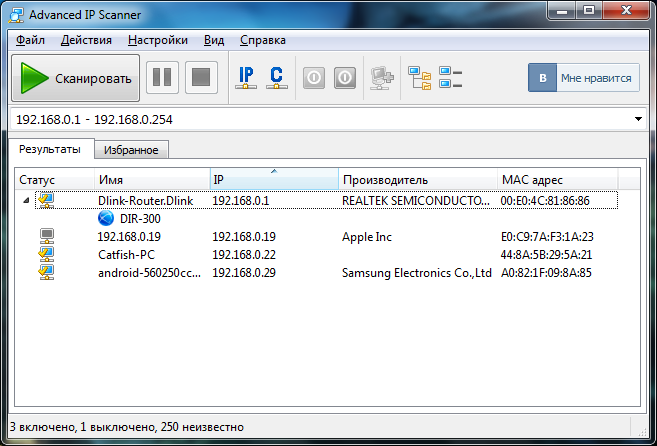 Advanced IP Scanner
Файл Действия Настройки Вид Справка
Сканировать IP C B Мне нравится
192.168.0.1 - 192.168.0.254
Результаты Избранное
Статус Имя IP Производитель MAC адрес
Dlink-Router.Dlink 192.168.0.1 REALTEK SEMICONDUCTO... 00:E0:4C:81:86:86
DIR-300
192.168.0.19 192.168.0.19 Apple Inc E0:C9:7A:F3:1A:23
Catfish-PC 192.168.0.22 44:8A:5B:29:5A:21
android-560250cc... 192.168.0.29 Samsung Electronics Co.,Ltd A0:82:1F:09:8A:85
3 включено, 1 выключено, 250 неизвестно